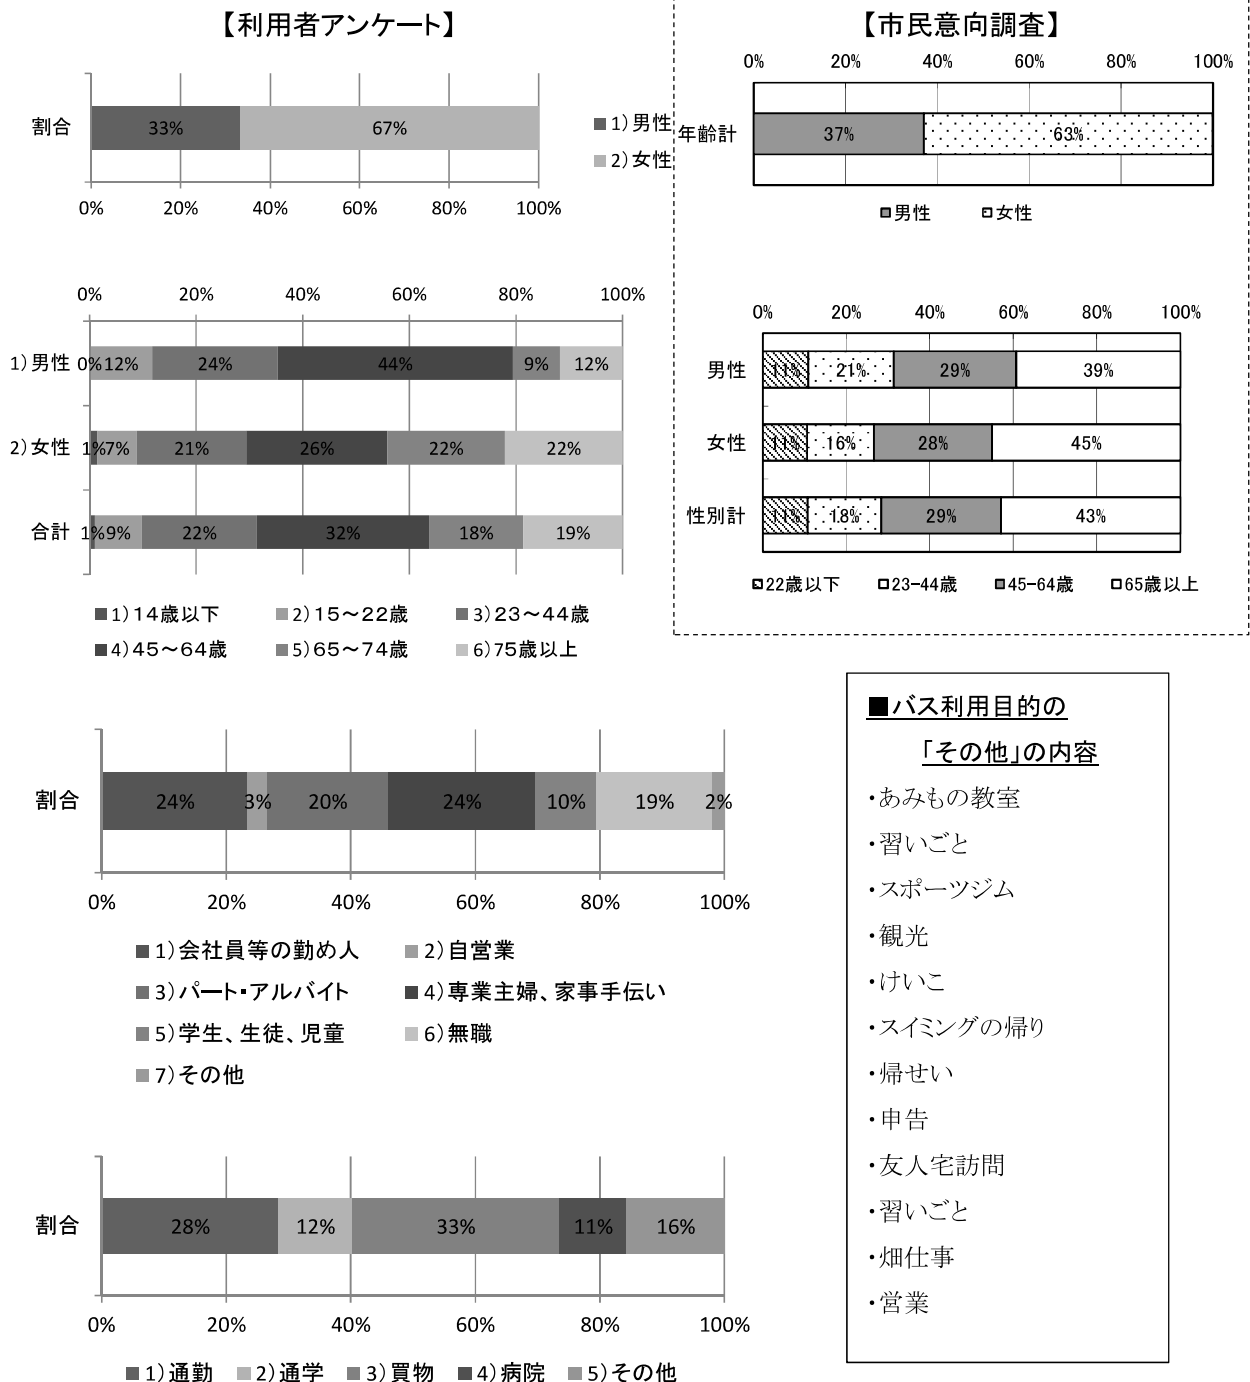 【利用者アンケート】
割合 33% 67%
0% 20% 40% 60% 80% 100%
■1）男性
■2）女性
【市民意向調査】
0% 20% 40% 60% 80% 100%
年齢計 37% 63%
男性 女性
0% 20% 40% 60% 80% 100%
1）男性 0% 12% 24% 44% 9% 12%
2）女性 1% 7% 21% 26% 22% 22%
合計 1% 9% 22% 32% 18% 19%
■1）14歳以下 ■2）15～22歳 ■3）23～44歳
■4）45～64歳 ■5）65～74歳 ■6）75歳以上
0% 20% 40% 60% 80% 100%
男性 11% 21% 29% 39%
女性 11% 16% 28% 45%
性別計 11% 18% 29% 43%
22歳以下 23-44歳 45-64歳 65歳以上
割合 24% 3% 20% 24% 10% 19% 2%
0% 20% 40% 60% 80% 100%
■1）会社員等の勤め人 ■2）自営業
■3）パート・アルバイト ■4）専業主婦、家事手伝い
■5）学生、生徒、児童 ■6）無職
■7）その他
割合 28% 12% 33% 11% 16%
0% 20% 40% 60% 80% 100%
■1）通勤 ■2）通学 ■3）買物 ■4）病院 ■5）その他
■バス利用目的の
「その他」の内容
・あみもの教室
・習いごと
・スポーツジム
・観光
・けいこ
・スイミングの帰り
・帰せい
・申告
・友人宅訪問
・習いごと
・畑仕事
・営業